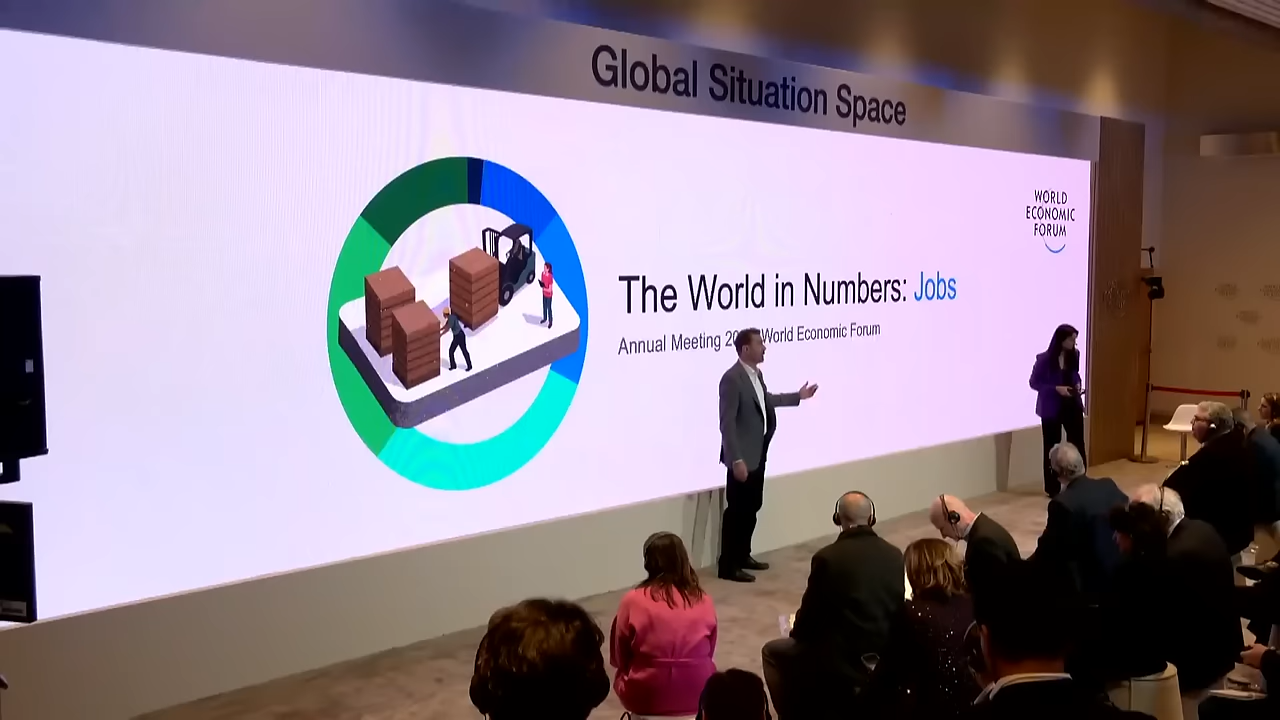 Global Situation Space
WORLD
ECONOMIC
FORUM
The World in Numbers: Jobs
Annual Meeting World Economic Forum